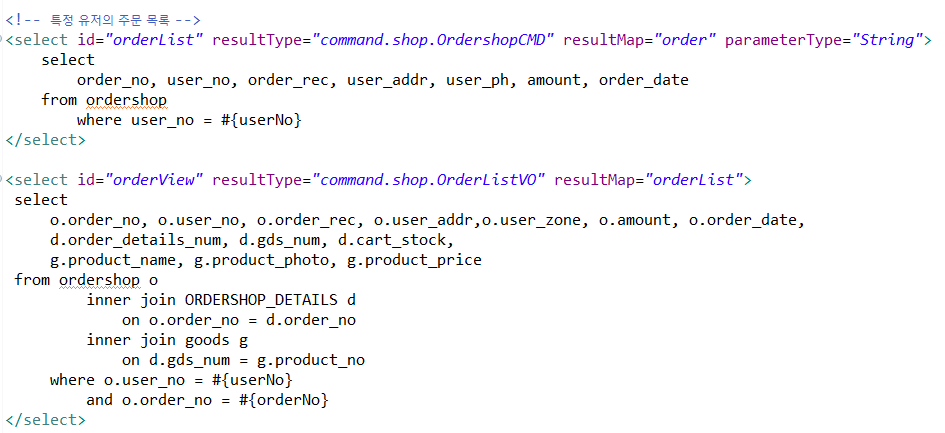 <!-- 특정 유저의 주문 목록 -->
<select id="orderList" resultType="command.shop.OrdershopCMD" resultMap="order" parameterType="String">
    select
        order_no, user_no, order_rec, user_addr, user_ph, amount, order_date
    from ordershop
        where user_no = #{userNo}
</select>

<select id="orderView" resultType="command.shop.OrderListVO" resultMap="orderList">
 select
     o.order_no, o.user_no, o.order_rec, o.user_addr,o.user_zone, o.amount, o.order_date,
     d.order_details_num, d.gds_num, d.cart_stock,
     g.product_name, g.product_photo, g.product_price
 from ordershop o
         inner join ORDERSHOP_DETAILS d
             on o.order_no = d.order_no
         inner join goods g
             on d.gds_num = g.product_no
     where o.user_no = #{userNo}
         and o.order_no = #{orderNo}
</select>